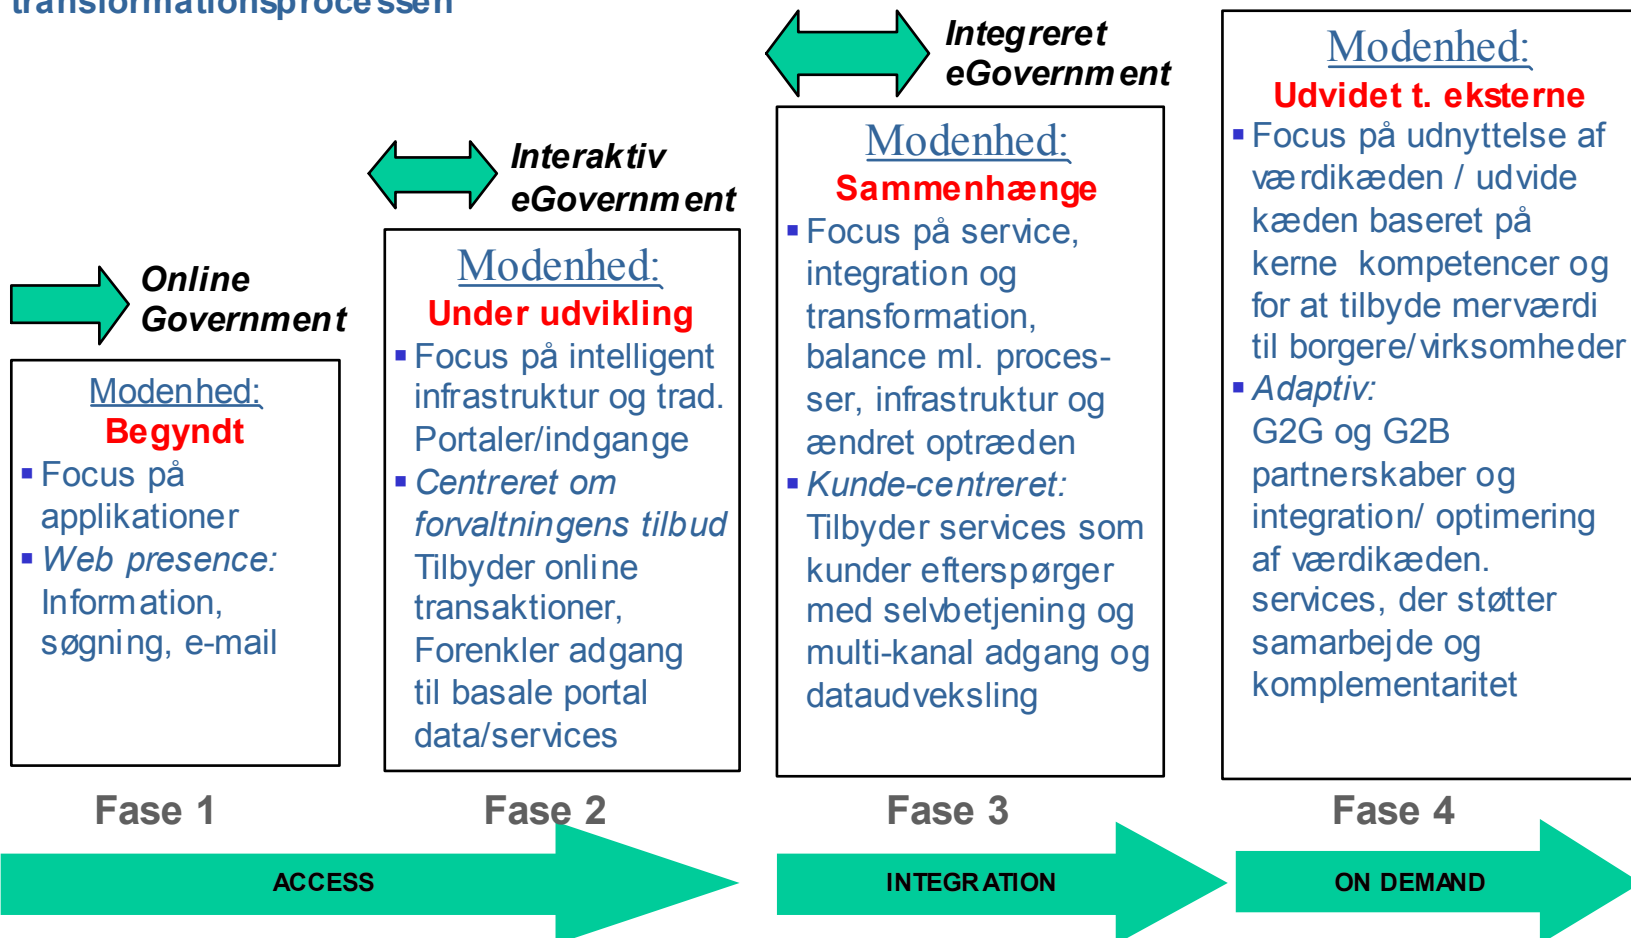 transformationsprocessen
Online
Government
Modenhed:
Begyndt
Focus på
applikationer
Web presence:
Information,
søgning, e-mail
Fase 1
Interaktiv
eGovernment
Modenhed:
Under udvikling
Focus på intelligent
infrastruktur og trad.
Portaler/indgange
Centreret om
forvaltningens tilbud
Tilbyder online
transaktioner,
Forenkler adgang
til basale portal
data/services
Fase 2
Integreret
eGovernment
Modenhed:
Sammenhænge
Focus på service,
integration og
transformation,
balance ml. proces-
ser, infrastruktur og
ændret optræden
Kunde-centreret:
Tilbyder services som
kunder efterspørger
med selvbetjening og
multi-kanal adgang og
dataudveksling
Fase 3
Modenhed:
Udvidet t. eksterne
Focus på udnyttelse af
værdikæden / udvide
kæden baseret på
kerne kompetencer og
for at tilbyde merværdi
til borgere/virksomheder
Adaptiv:
G2G og G2B
partnerskaber og
integration/ optimering
af værdikæden.
services, der støtter
samarbejde og
komplementaritet
Fase 4
ACCESS
INTEGRATION
ON DEMAND